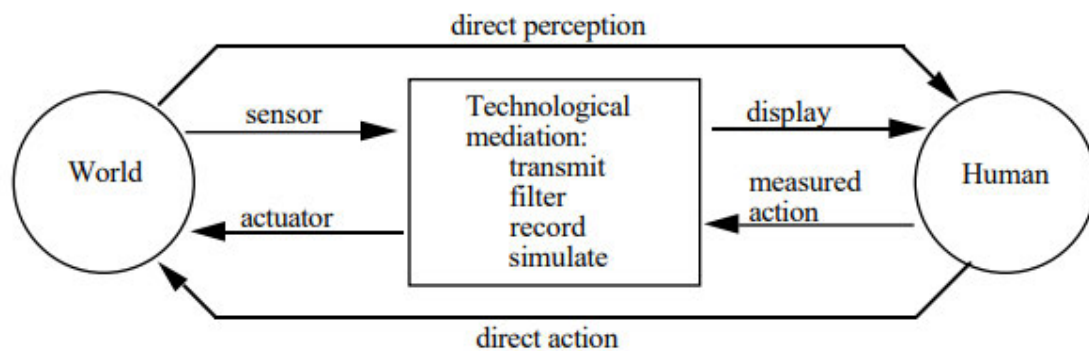 direct perception
sensor
Technological
mediation:
transmit
filter
record
simulate
display
World
Human
measured
action
actuator
direct action